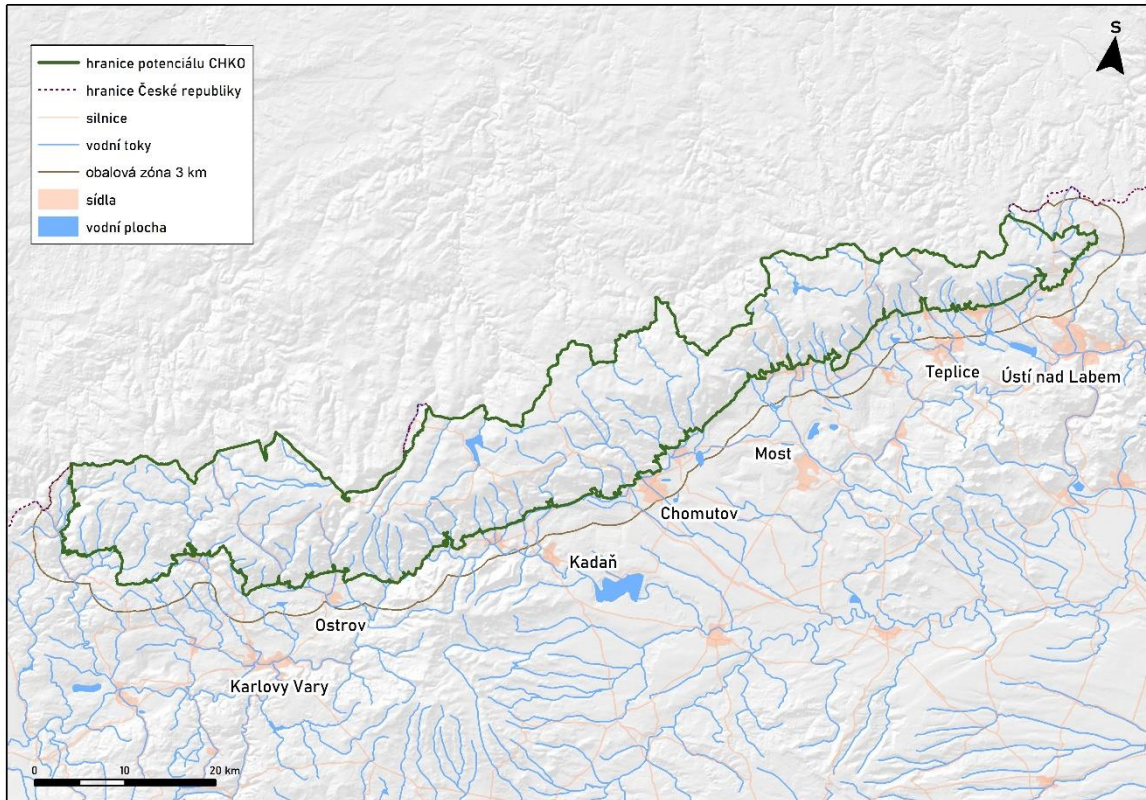 S
hranice potenciálu CHKO
hranice České republiky
silnice
vodní toky
obalová zóna 3 km
sídla
vodní plocha
Teplice
Ústí nad Labem
Most
Chomutov
Kadaň
Ostrov
Karlovy Vary
0 10 20 km